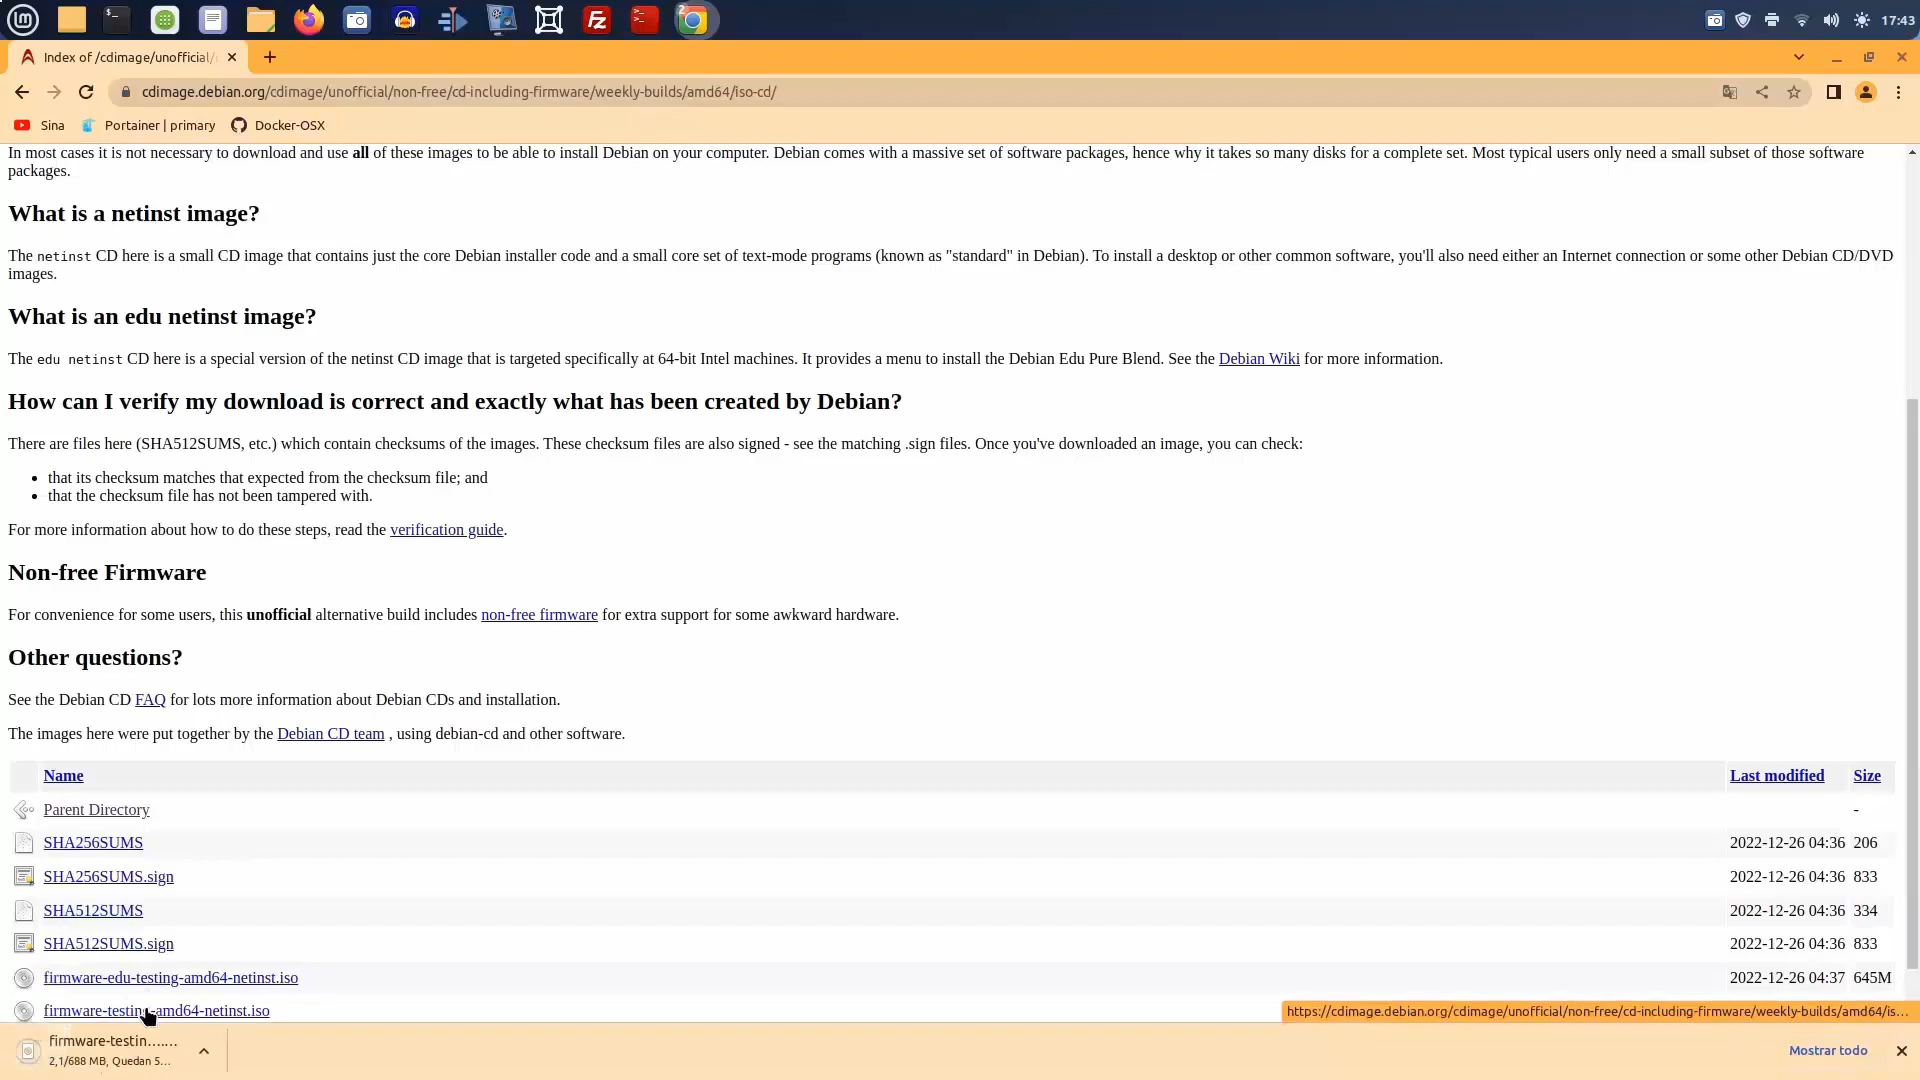 17:43
Index of /cdimage/unofficial/
cdimage.debian.org/cdimage/unofficial/non-free/cd-including-firmware/weekly-builds/amd64/iso-cd/
Sina
Portainer | primary
Docker-OSX
In most cases it is not necessary to download and use all of these images to be able to install Debian on your computer. Debian comes with a massive set of software packages, hence why it takes so many disks for a complete set. Most typical users only need a small subset of those software
packages.
What is a netinst image?
The netinst CD here is a small CD image that contains just the core Debian installer code and a small core set of text-mode programs (known as "standard" in Debian). To install a desktop or other common software, you'll also need either an Internet connection or some other Debian CD/DVD
images.
What is an edu netinst image?
The edu netinst CD here is a special version of the netinst CD image that is targeted specifically at 64-bit Intel machines. It provides a menu to install the Debian Edu Pure Blend. See the Debian Wiki for more information.
How can I verify my download is correct and exactly what has been created by Debian?
There are files here (SHA512SUMS, etc.) which contain checksums of the images. These checksum files are also signed - see the matching .sign files. Once you've downloaded an image, you can check:
• that its checksum matches that expected from the checksum file; and
• that the checksum file has not been tampered with.
For more information about how to do these steps, read the verification guide.
Non-free Firmware
For convenience for some users, this unofficial alternative build includes non-free firmware for extra support for some awkward hardware.
Other questions?
See the Debian CD FAQ for lots more information about Debian CDs and installation.
The images here were put together by the Debian CD team , using debian-cd and other software.
Name Last modified Size
Parent Directory -
SHA256SUMS 2022-12-26 04:36 206
SHA256SUMS.sign 2022-12-26 04:36 833
SHA512SUMS 2022-12-26 04:36 334
SHA512SUMS.sign 2022-12-26 04:36 833
firmware-edu-testing-amd64-netinst.iso 2022-12-26 04:37 645M
firmware-testing-amd64-netinst.iso
https://cdimage.debian.org/cdimage/unofficial/non-free/cd-including-firmware/weekly-builds/amd64/is...
firmware-testin…....
2,1/688 MB, Quedan 5...
Mostrar todo